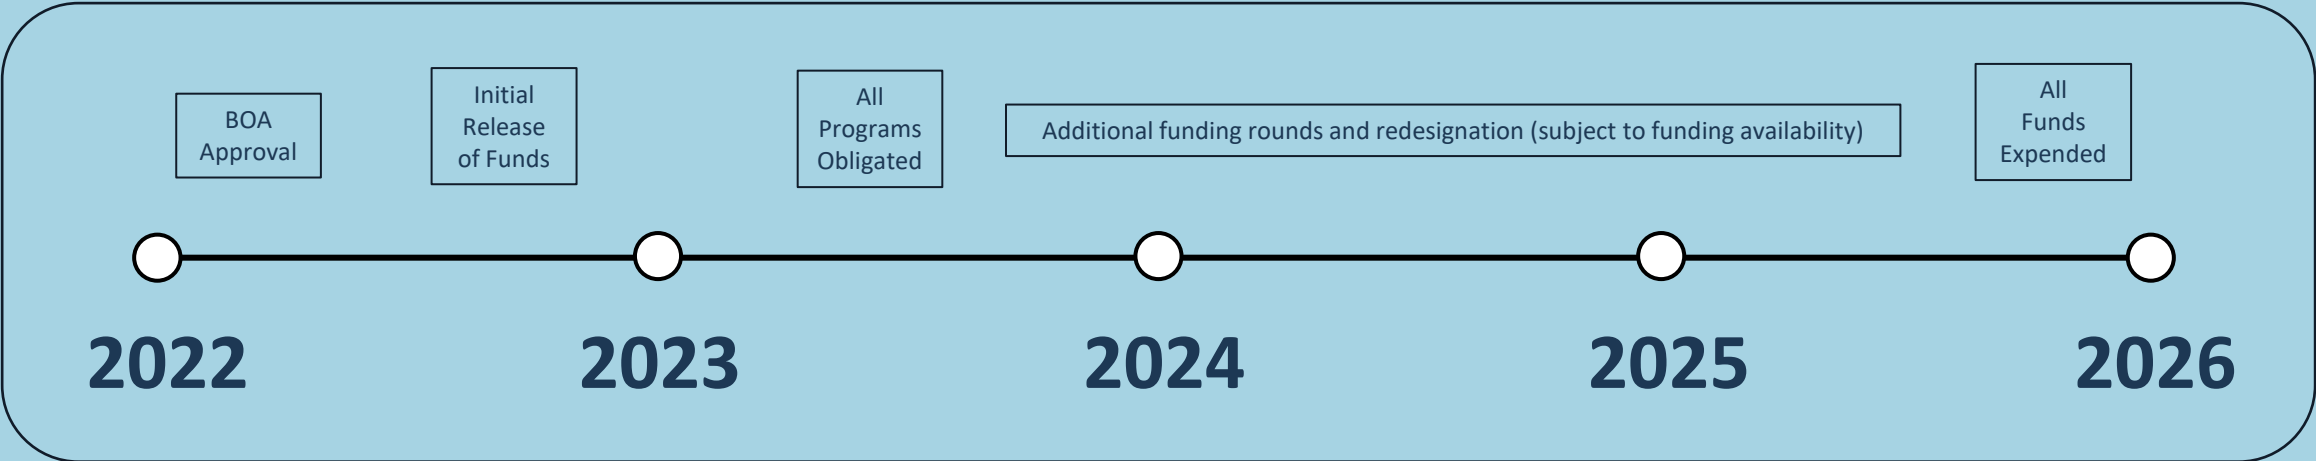 BOA
Approval
Initial
Release
of Funds
All
Programs
Obligated
Additional funding rounds and redesignation (subject to funding availability)
All
Funds
Expended
2022
2023
2024
2025
2026